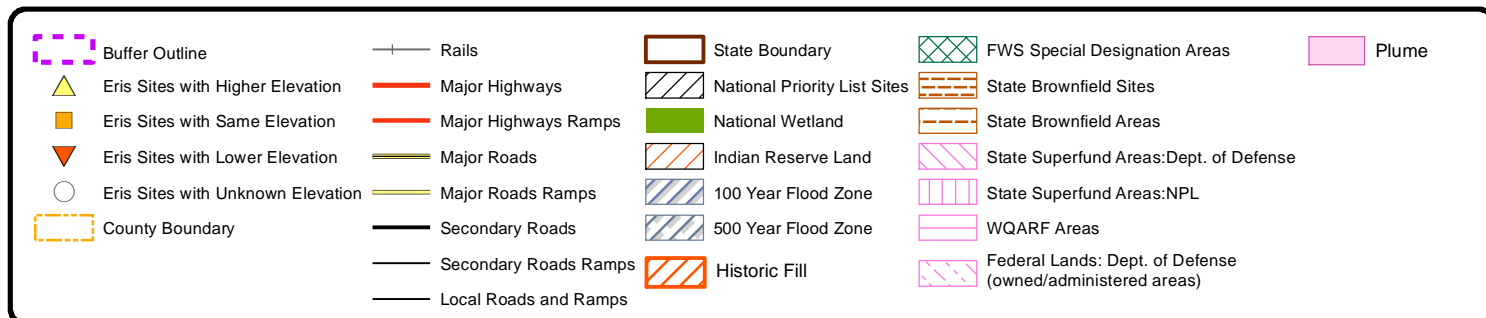 Buffer Outline
Eris Sites with Higher Elevation
Eris Sites with Same Elevation
Eris Sites with Lower Elevation
Eris Sites with Unknown Elevation
County Boundary
Rails
Major Highways
Major Highways Ramps
Major Roads
Major Roads Ramps
Secondary Roads
Secondary Roads Ramps
Local Roads and Ramps
State Boundary
National Priority List Sites
National Wetland
Indian Reserve Land
100 Year Flood Zone
500 Year Flood Zone
Historic Fill
FWS Special Designation Areas
State Brownfield Sites
State Brownfield Areas
State Superfund Areas:Dept. of Defense
State Superfund Areas:NPL
WQARF Areas
Federal Lands: Dept. of Defense
(owned/administered areas)
Plume